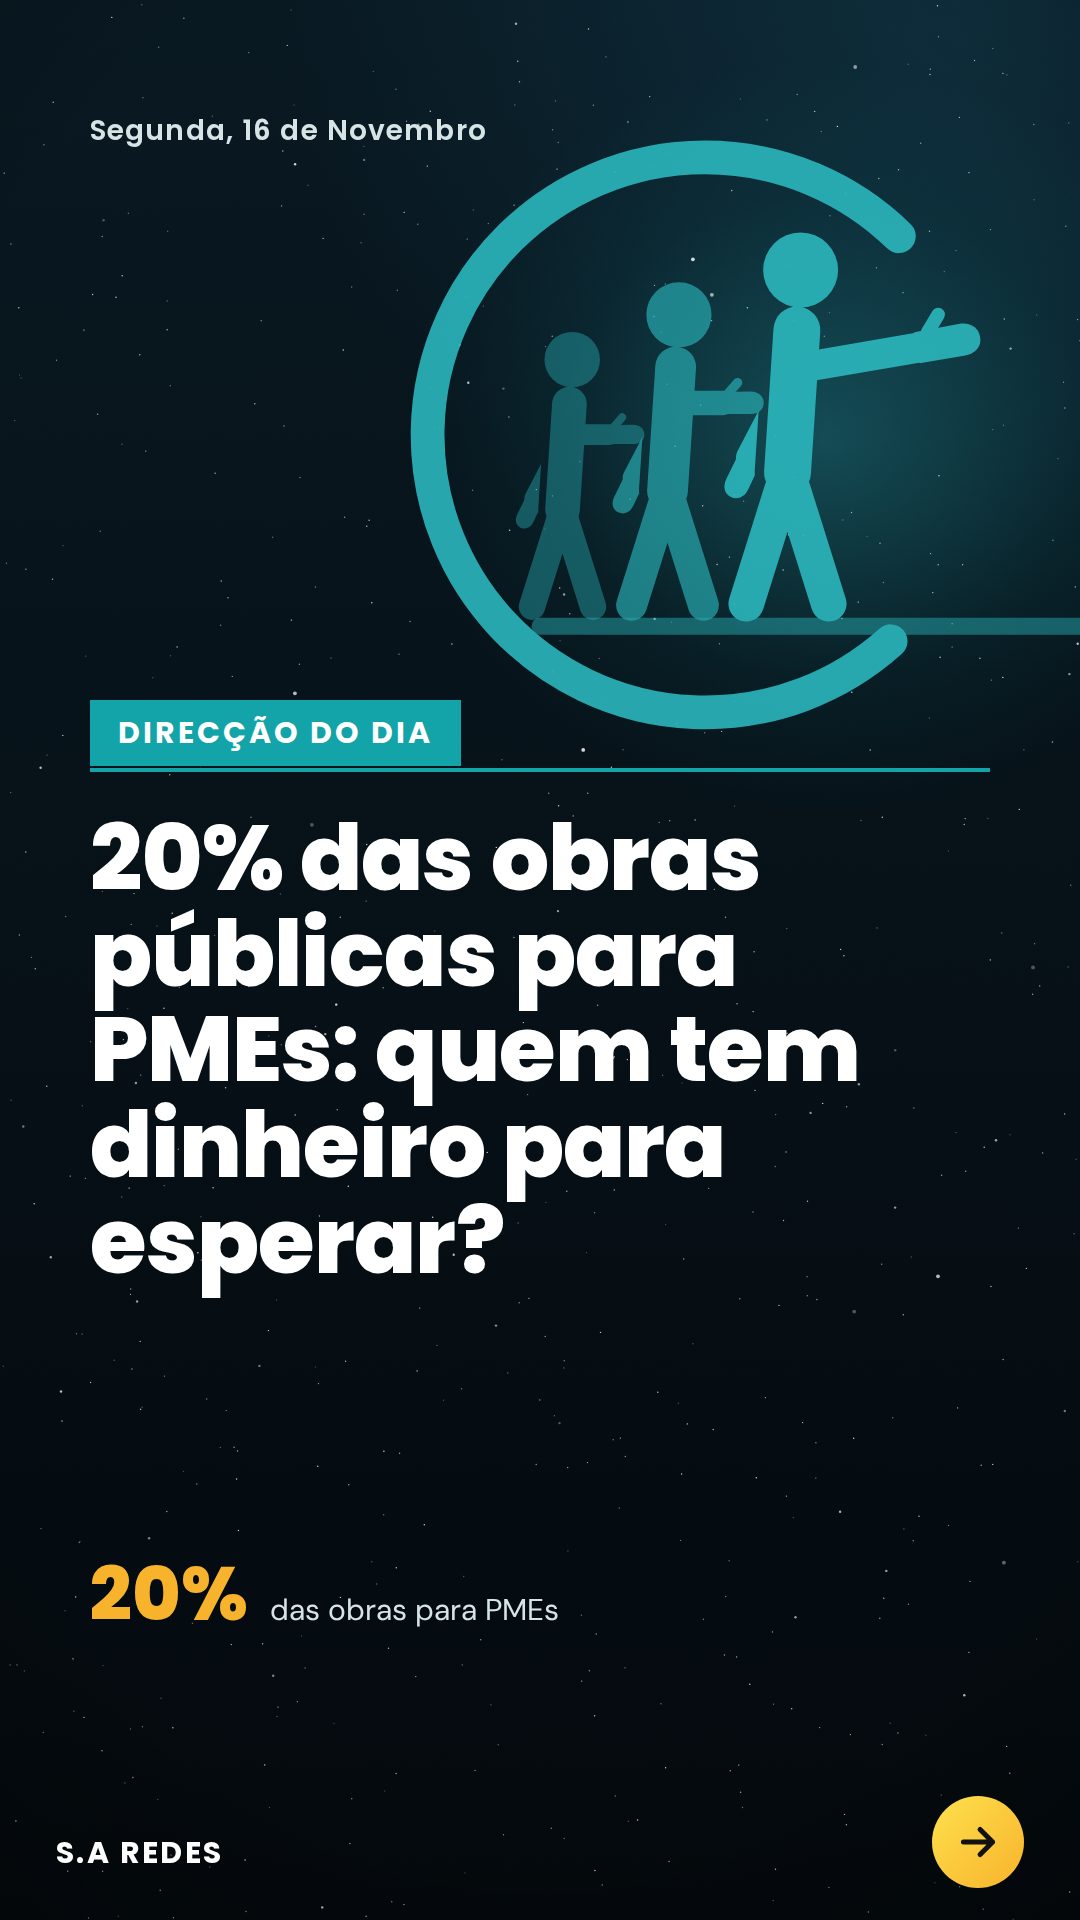 Segunda, 16 de Novembro
DIRECÇÃO DO DIA
20% das obras
públicas para
PMEs: quem tem
dinheiro para
esperar?
20% das obras para PMEs
S.A REDES